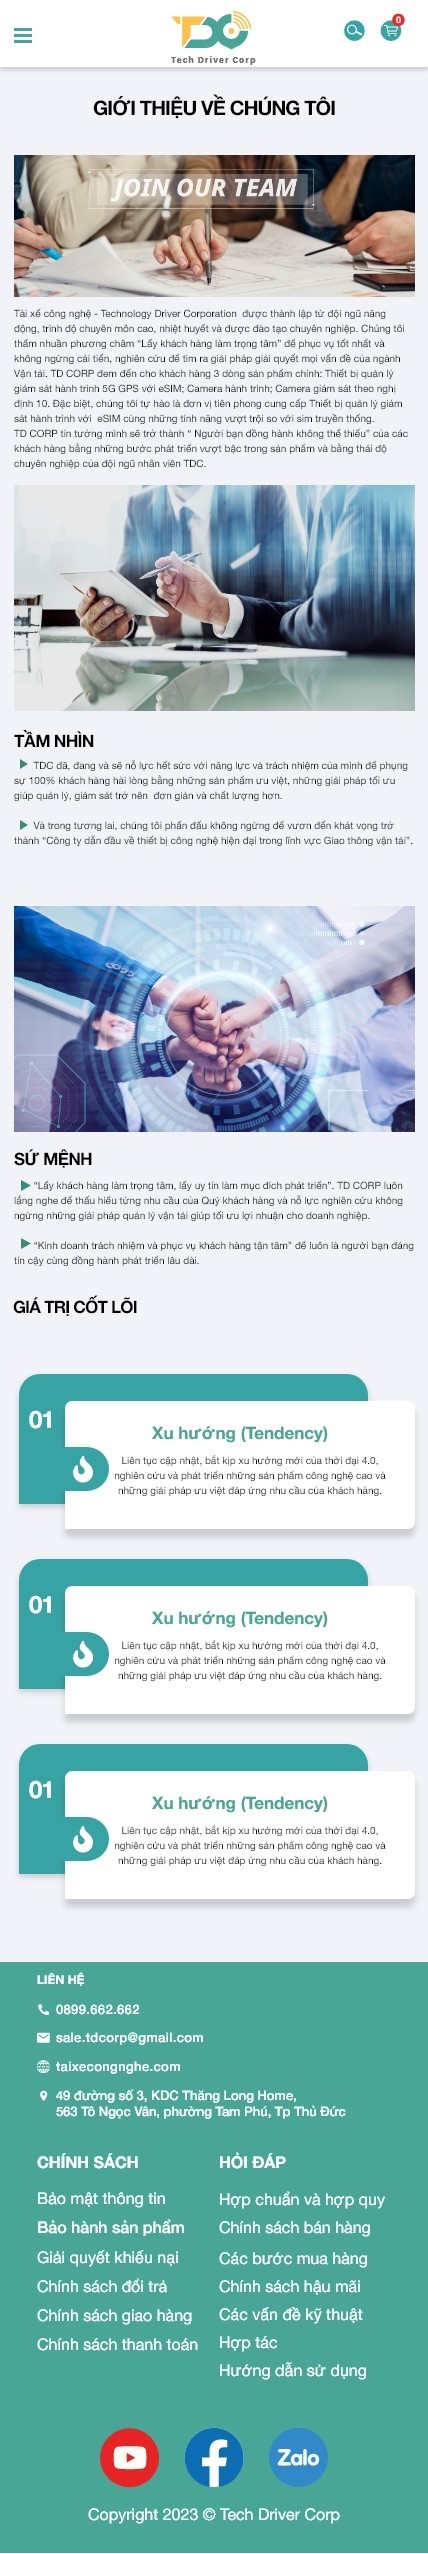 0
TDC
Tech Driver Corp
GIỚI THIỆU VỀ CHÚNG TÔI
JOIN OUR TEAM
Tài xế công nghệ - Technology Driver Corporation  được thành lập từ đội ngũ năng
động, trình độ chuyên môn cao, nhiệt huyết và được đào tạo chuyên nghiệp. Chúng tôi
thấm nhuần phương châm “Lấy khách hàng làm trọng tâm” để phục vụ tốt nhất và
không ngừng cải tiến, nghiên cứu để tìm ra giải pháp giải quyết mọi vấn đề của ngành
Vận tải. TD CORP đem đến cho khách hàng 3 dòng sản phẩm chính: Thiết bị quản lý
giám sát hành trình 5G GPS với eSIM; Camera hành trình; Camera giám sát theo nghị
định 10. Đặc biệt, chúng tôi tự hào là đơn vị tiên phong cung cấp Thiết bị quản lý giám
sát hành trình với  eSIM cùng những tính năng vượt trội so với sim truyền thống.
TD CORP tin tưởng mình sẽ trở thành “ Người bạn đồng hành không thể thiếu” của các
khách hàng bằng những bước phát triển vượt bậc trong sản phẩm và bằng thái độ
chuyên nghiệp của đội ngũ nhân viên TDC.
TẦM NHÌN
TDC đã, đang và sẽ nỗ lực hết sức với năng lực và trách nhiệm của mình để phụng
sự 100% khách hàng hài lòng bằng những sản phẩm ưu việt, những giải pháp tối ưu
giúp quản lý, giám sát trở nên  đơn giản và chất lượng hơn.
Và trong tương lai, chúng tôi phấn đấu không ngừng để vươn đến khát vọng trở
thành “Công ty dẫn đầu về thiết bị công nghệ hiện đại trong lĩnh vực Giao thông vận tải”.
SỨ MỆNH
“Lấy khách hàng làm trọng tâm, lấy uy tín làm mục đích phát triển”. TD CORP luôn
lắng nghe để thấu hiểu từng nhu cầu của Quý khách hàng và nỗ lực nghiên cứu không
ngừng những giải pháp quản lý vận tải giúp tối ưu lợi nhuận cho doanh nghiệp.
“Kinh doanh trách nhiệm và phục vụ khách hàng tận tâm” để luôn là người bạn đáng
tin cậy cùng đồng hành phát triển lâu dài.
GIÁ TRỊ CỐT LÕI
01
Xu hướng (Tendency)
Liên tục cập nhật, bắt kịp xu hướng mới của thời đại 4.0,
nghiên cứu và phát triển những sản phẩm công nghệ cao và
những giải pháp ưu việt đáp ứng nhu cầu của khách hàng.
01
Xu hướng (Tendency)
Liên tục cập nhật, bắt kịp xu hướng mới của thời đại 4.0,
nghiên cứu và phát triển những sản phẩm công nghệ cao và
những giải pháp ưu việt đáp ứng nhu cầu của khách hàng.
01
Xu hướng (Tendency)
Liên tục cập nhật, bắt kịp xu hướng mới của thời đại 4.0,
nghiên cứu và phát triển những sản phẩm công nghệ cao và
những giải pháp ưu việt đáp ứng nhu cầu của khách hàng.
LIÊN HỆ
0899.662.662
sale.tdcorp@gmail.com
taixecongnghe.com
49 đường số 3, KDC Thăng Long Home,
563 Tô Ngọc Vân, phường Tam Phú, Tp Thủ Đức
CHÍNH SÁCH
Bảo mật thông tin
Bảo hành sản phẩm
Giải quyết khiếu nại
Chính sách đổi trả
Chính sách giao hàng
Chính sách thanh toán
HỎI ĐÁP
Hợp chuẩn và hợp quy
Chính sách bán hàng
Các bước mua hàng
Chính sách hậu mãi
Các vấn đề kỹ thuật
Hợp tác
Hướng dẫn sử dụng
Zalo
Copyright 2023 © Tech Driver Corp